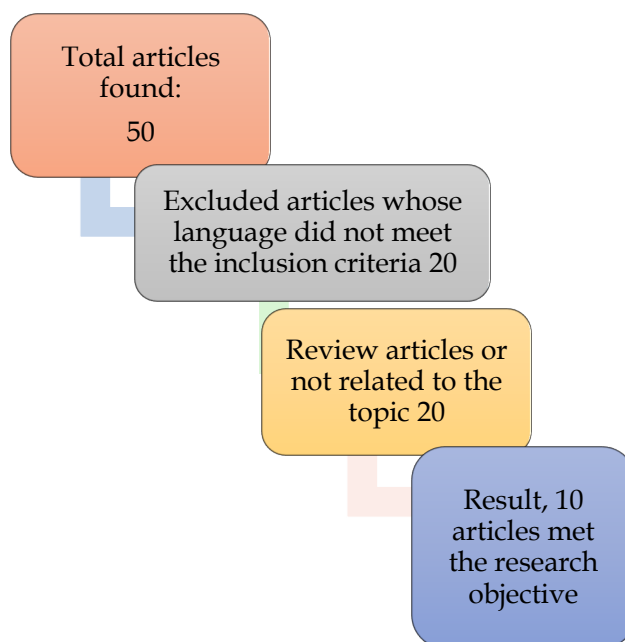 Total articles
found:
50
Excluded articles whose
language did not meet
the inclusion criteria 20
Review articles or
not related to the
topic 20
Result, 10
articles met
the research
objective